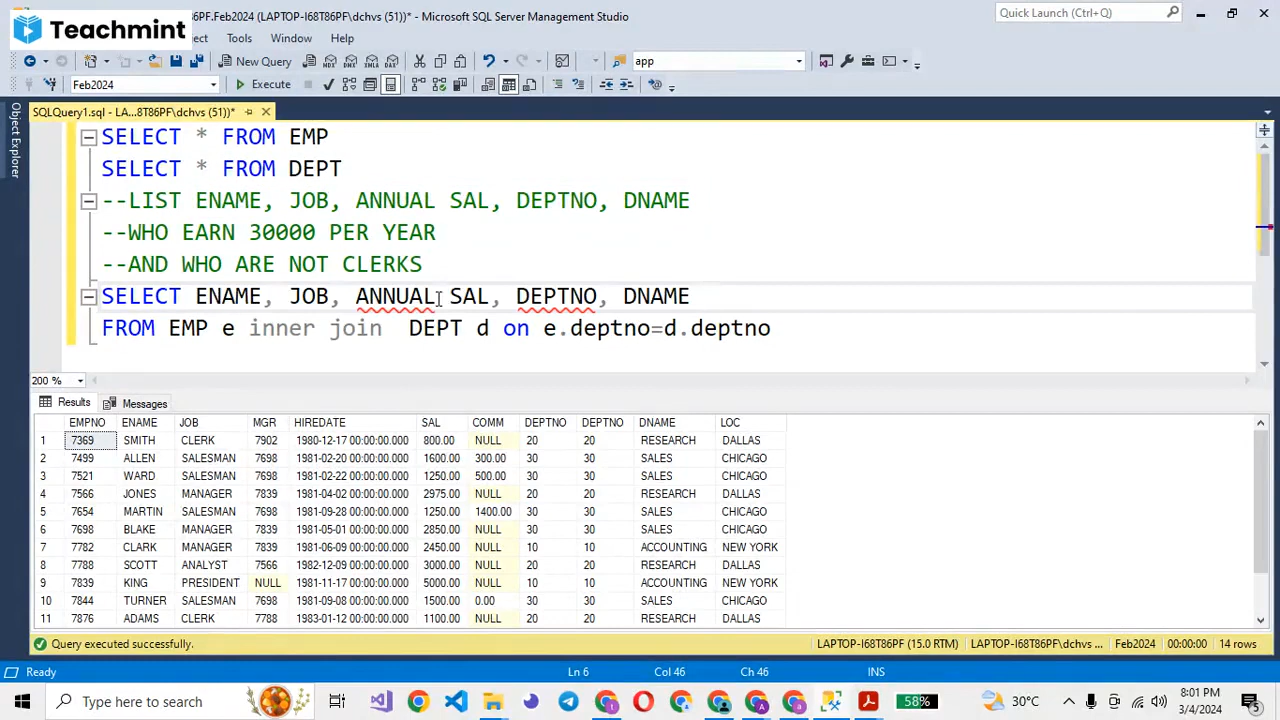 6PF.Feb2024 (LAPTOP-I68T86PF\dchvs (51))* - Microsoft SQL Server Management Studio
Quick Launch (Ctrl+Q)
Teachmint
ject Tools Window Help
New Query MDX DMX XMLA DAX app
Feb2024 Execute
SQLQuery1.sql - LA...8T86PF\dchvs (51))*
Object Explorer
SELECT * FROM EMP
SELECT * FROM DEPT
--LIST ENAME, JOB, ANNUAL SAL, DEPTNO, DNAME
--WHO EARN 30000 PER YEAR
--AND WHO ARE NOT CLERKS
SELECT ENAME, JOB, ANNUAL SAL, DEPTNO, DNAME
FROM EMP e inner join  DEPT d on e.deptno=d.deptno
200 %
Results Messages
EMPNO ENAME JOB MGR HIREDATE SAL COMM DEPTNO DEPTNO DNAME LOC
1 7369 SMITH CLERK 7902 1980-12-17 00:00:00.000 800.00 NULL 20 20 RESEARCH DALLAS
2 7499 ALLEN SALESMAN 7698 1981-02-20 00:00:00.000 1600.00 300.00 30 30 SALES CHICAGO
3 7521 WARD SALESMAN 7698 1981-02-22 00:00:00.000 1250.00 500.00 30 30 SALES CHICAGO
4 7566 JONES MANAGER 7839 1981-04-02 00:00:00.000 2975.00 NULL 20 20 RESEARCH DALLAS
5 7654 MARTIN SALESMAN 7698 1981-09-28 00:00:00.000 1250.00 1400.00 30 30 SALES CHICAGO
6 7698 BLAKE MANAGER 7839 1981-05-01 00:00:00.000 2850.00 NULL 30 30 SALES CHICAGO
7 7782 CLARK MANAGER 7839 1981-06-09 00:00:00.000 2450.00 NULL 10 10 ACCOUNTING NEW YORK
8 7788 SCOTT ANALYST 7566 1982-12-09 00:00:00.000 3000.00 NULL 20 20 RESEARCH DALLAS
9 7839 KING PRESIDENT NULL 1981-11-17 00:00:00.000 5000.00 NULL 10 10 ACCOUNTING NEW YORK
10 7844 TURNER SALESMAN 7698 1981-09-08 00:00:00.000 1500.00 0.00 30 30 SALES CHICAGO
11 7876 ADAMS CLERK 7788 1983-01-12 00:00:00.000 1100.00 NULL 20 20 RESEARCH DALLAS
Query executed successfully. LAPTOP-I68T86PF (15.0 RTM) LAPTOP-I68T86PF\dchvs ... Feb2024 00:00:00 14 rows
Ready Ln 6 Col 46 Ch 46 INS
Type here to search 58% 30°C 8:01 PM
3/4/2024 5